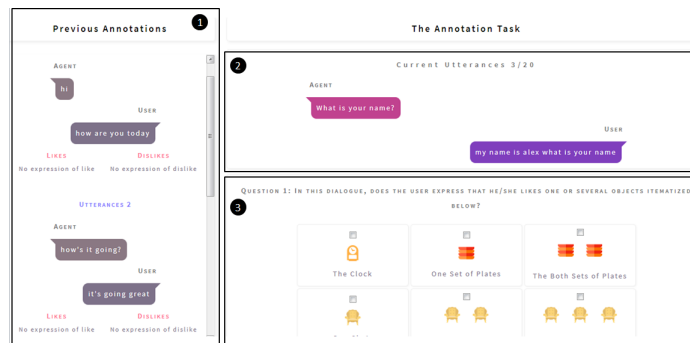 Previous Annotations
1
AGENT
hi
USER
how are you today
LIKES
DISLIKES
No expression of like
No expression of dislike
UTTERANCES 2
AGENT
how's it going?
USER
it's going great
LIKES
DISLIKES
No expression of like
No expression of dislike
The Annotation Task
2
Current Utterances 3/20
AGENT
What is your name?
USER
my name is alex what is your name
3
QUESTION 1: IN THIS DIALOGUE, DOES THE USER EXPRESS THAT HE/SHE LIKES ONE OR SEVERAL OBJECTS ITEMATIZED
BELOW?
The Clock
One Set of Plates
The Both Sets of Plates